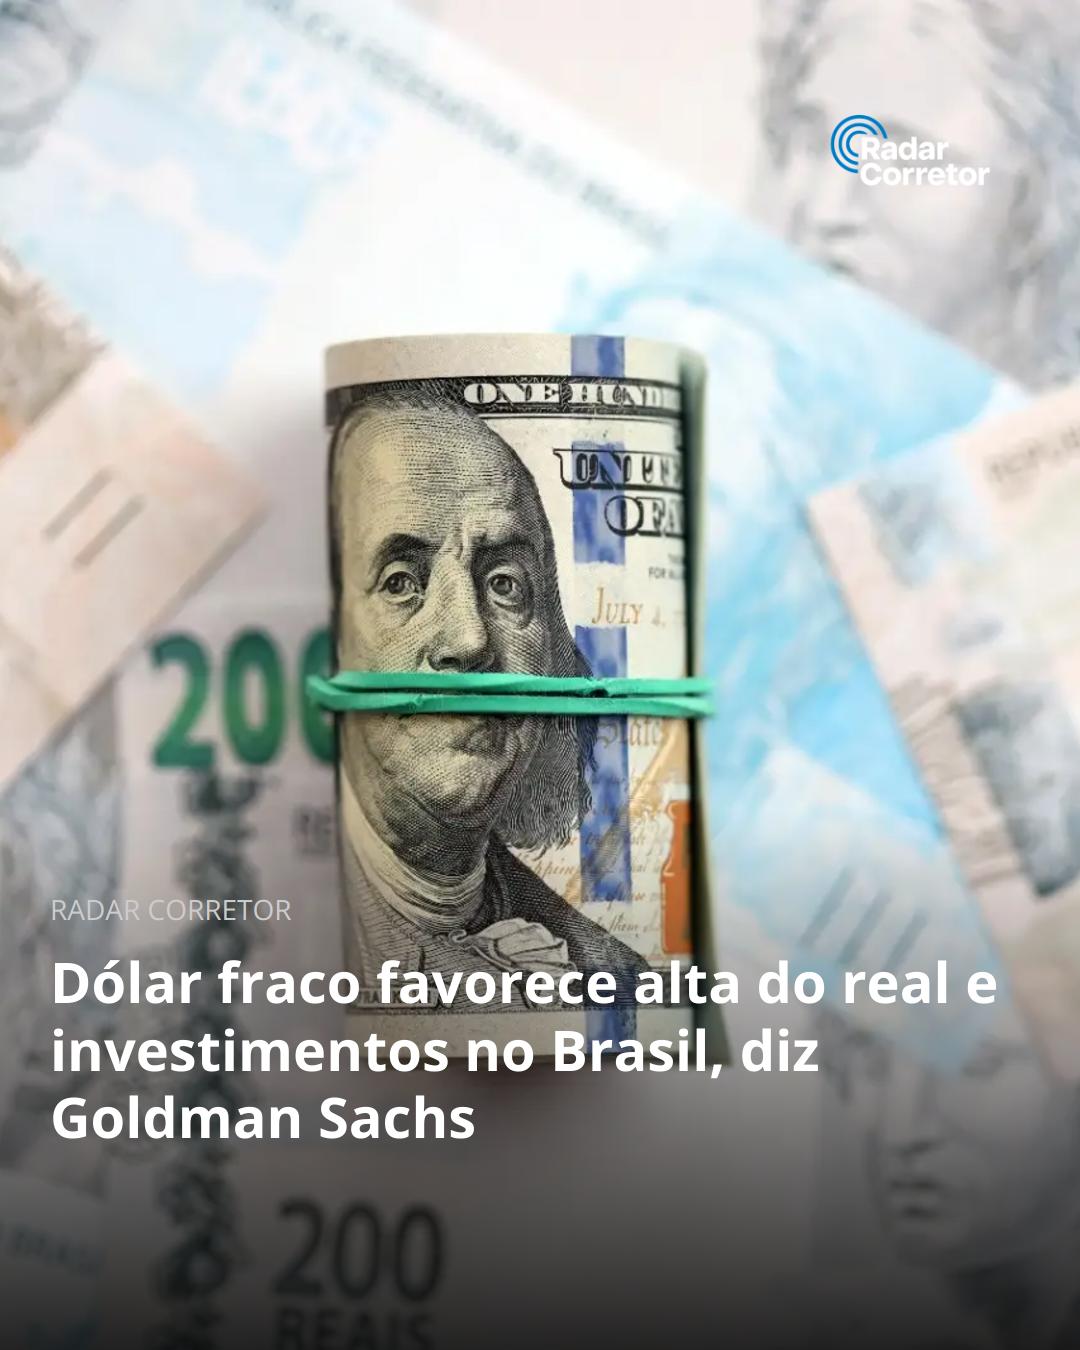 Radar
Corretor
ONE HUND
UNITE
OF A
FOR
JULY 4,
200
States
RADAR CORRETOR
Dólar fraco favorece alta do real e
investimentos no Brasil, diz
Goldman Sachs
200
REAIS